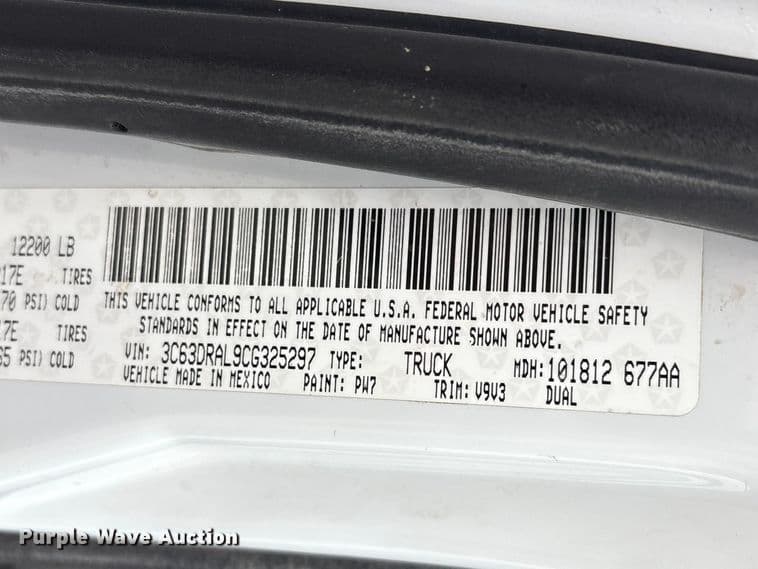 12200 LB
17E TIRES
70 PSI) COLD
7E TIRES
65 PSI) COLD
THIS VEHICLE CONFORMS TO ALL APPLICABLE U.S.A. FEDERAL MOTOR VEHICLE SAFETY
STANDARDS IN EFFECT ON THE DATE OF MANUFACTURE SHOWN ABOVE.
VIN: 3C63DRAL9CG325297 TYPE: TRUCK MDH: 101812 677AA
VEHICLE MADE IN MEXICO PAINT: PW7 TRIM: V9V3 DUAL
Purple Wave Auction